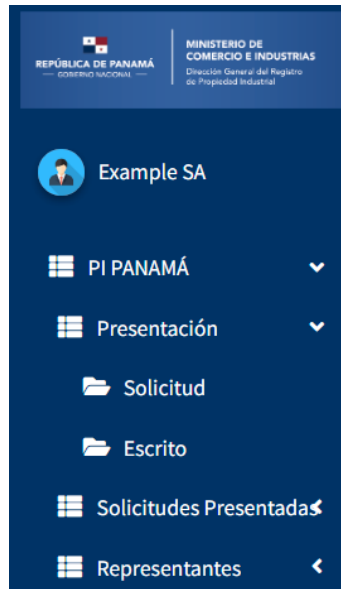 REPÚBLICA DE PANAMÁ
— GOBIERNO NACIONAL —
MINISTERIO DE
COMERCIO E INDUSTRIAS
Dirección General del Registro
de Propiedad Industrial
Example SA
PI PANAMÁ
Presentación
Solicitud
Escrito
Solicitudes Presentadas
Representantes